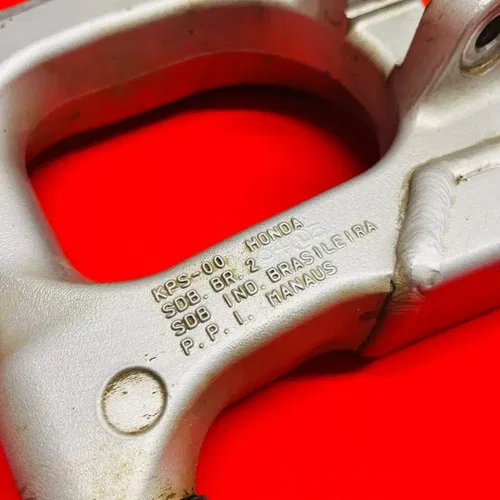 KPS-00 HONDA
SDB. BR. 2
SDB IND. BRASILEIRA
P. P. I. MANAUS